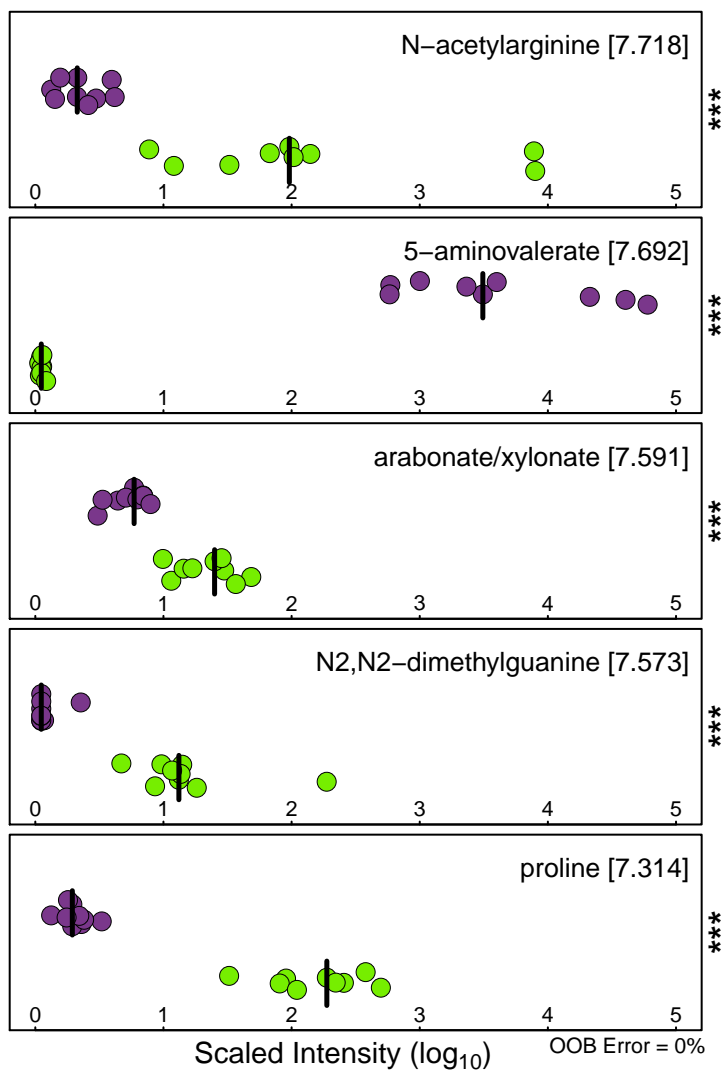 N−acetylarginine [7.718]
***
0 1 2 3 4 5
5−aminovalerate [7.692]
***
0 1 2 3 4 5
arabonate/xylonate [7.591]
***
0 1 2 3 4 5
N2,N2−dimethylguanine [7.573]
***
0 1 2 3 4 5
proline [7.314]
***
0 1 2 3 4 5
Scaled Intensity (log₁₀)
OOB Error = 0%